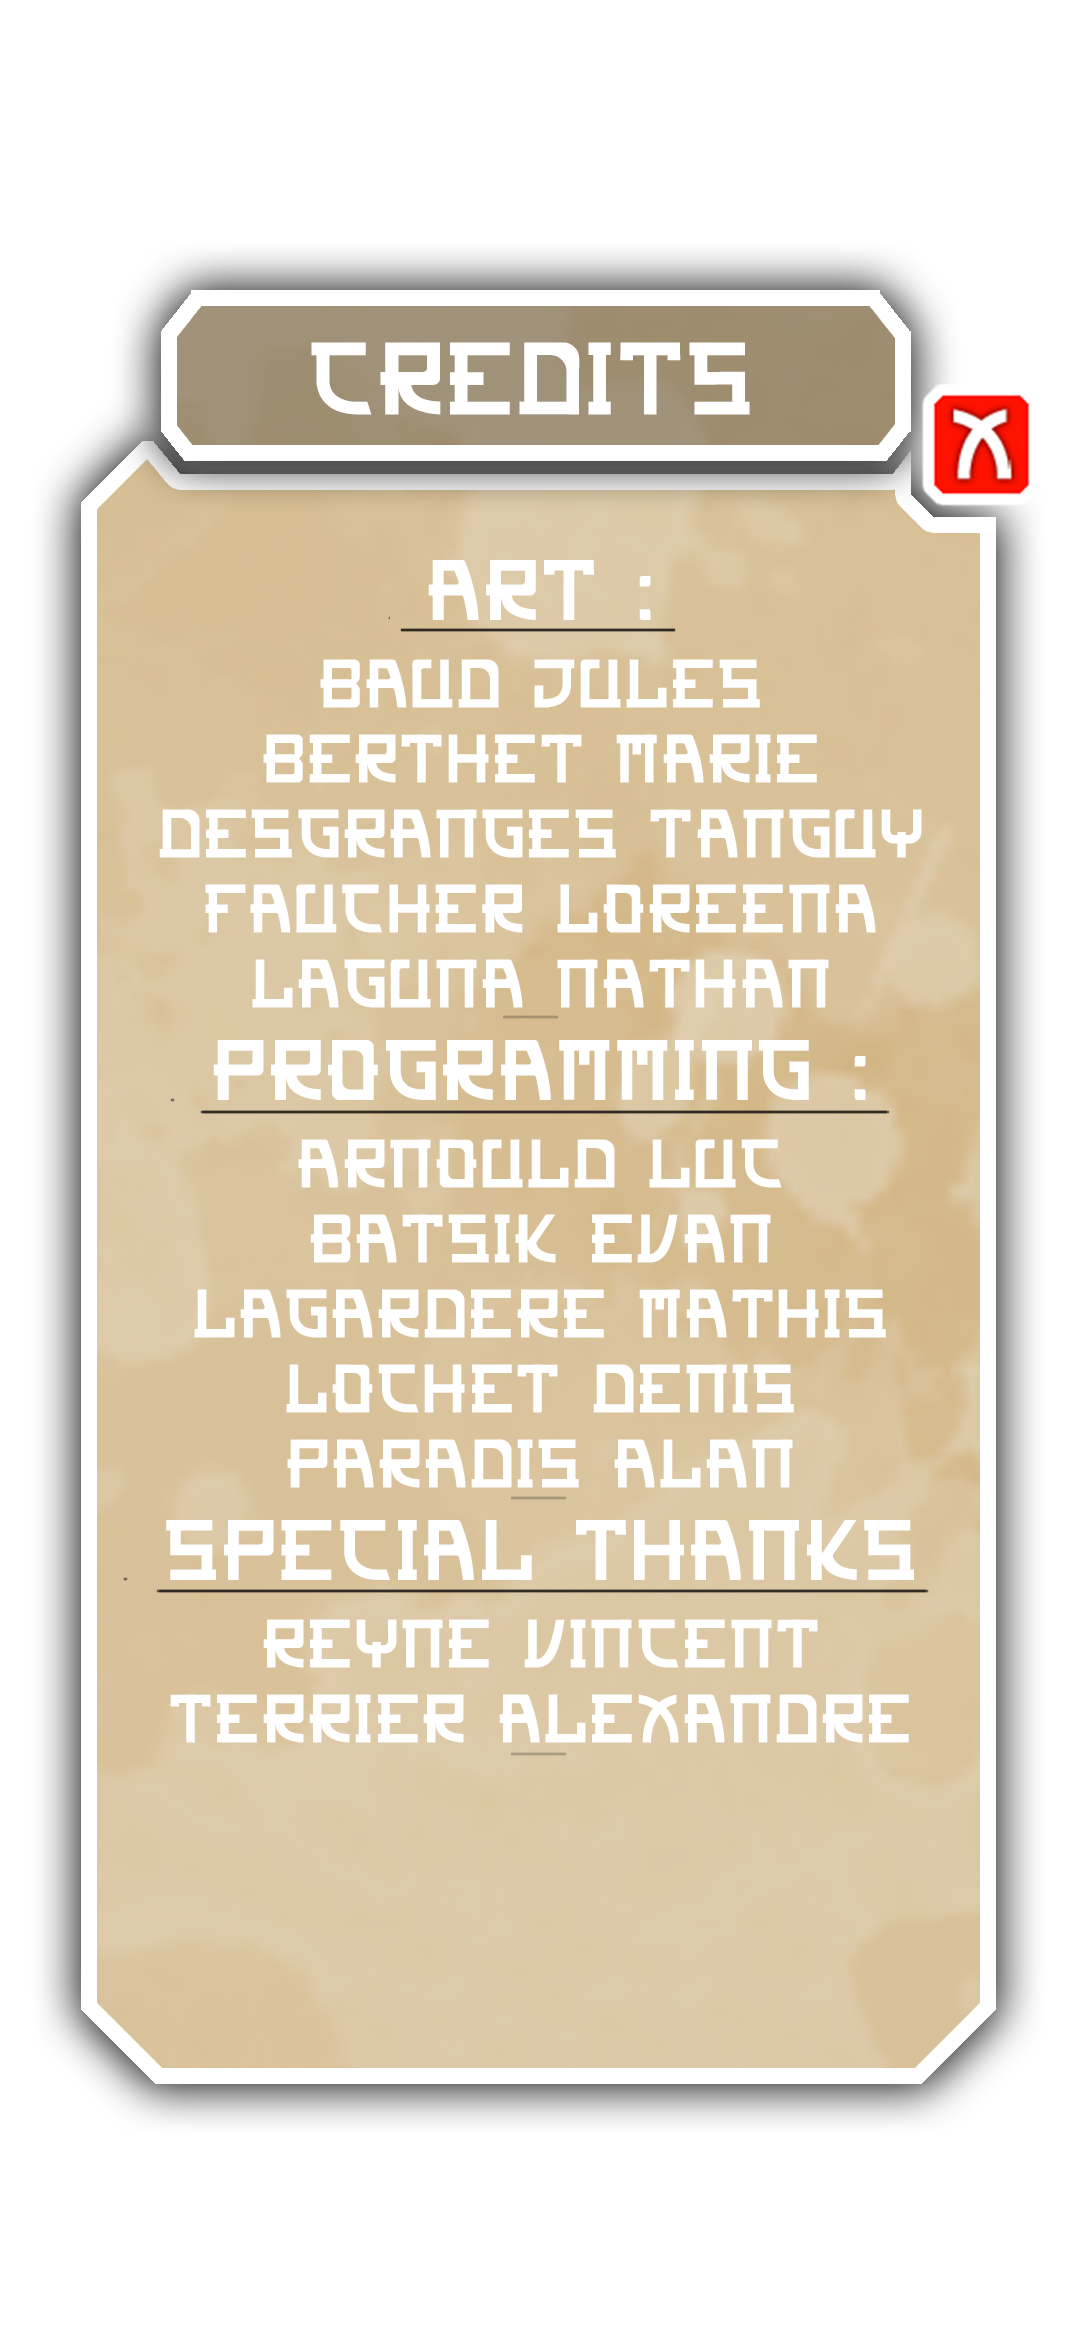 CREDITS
X
ART :
BAUD JULES
BERTHET MARIE
DESGRANGES TANGUY
FAUCHER LOREENA
LAGUNA NATHAN
PROGRAMMING :
ARNOULD LUC
BATSIK EVAN
LAGARDERE MATHIS
LOCHET DENIS
PARADIS ALAN
SPECIAL THANKS
REYNE VINCENT
TERRIER ALEXANDRE